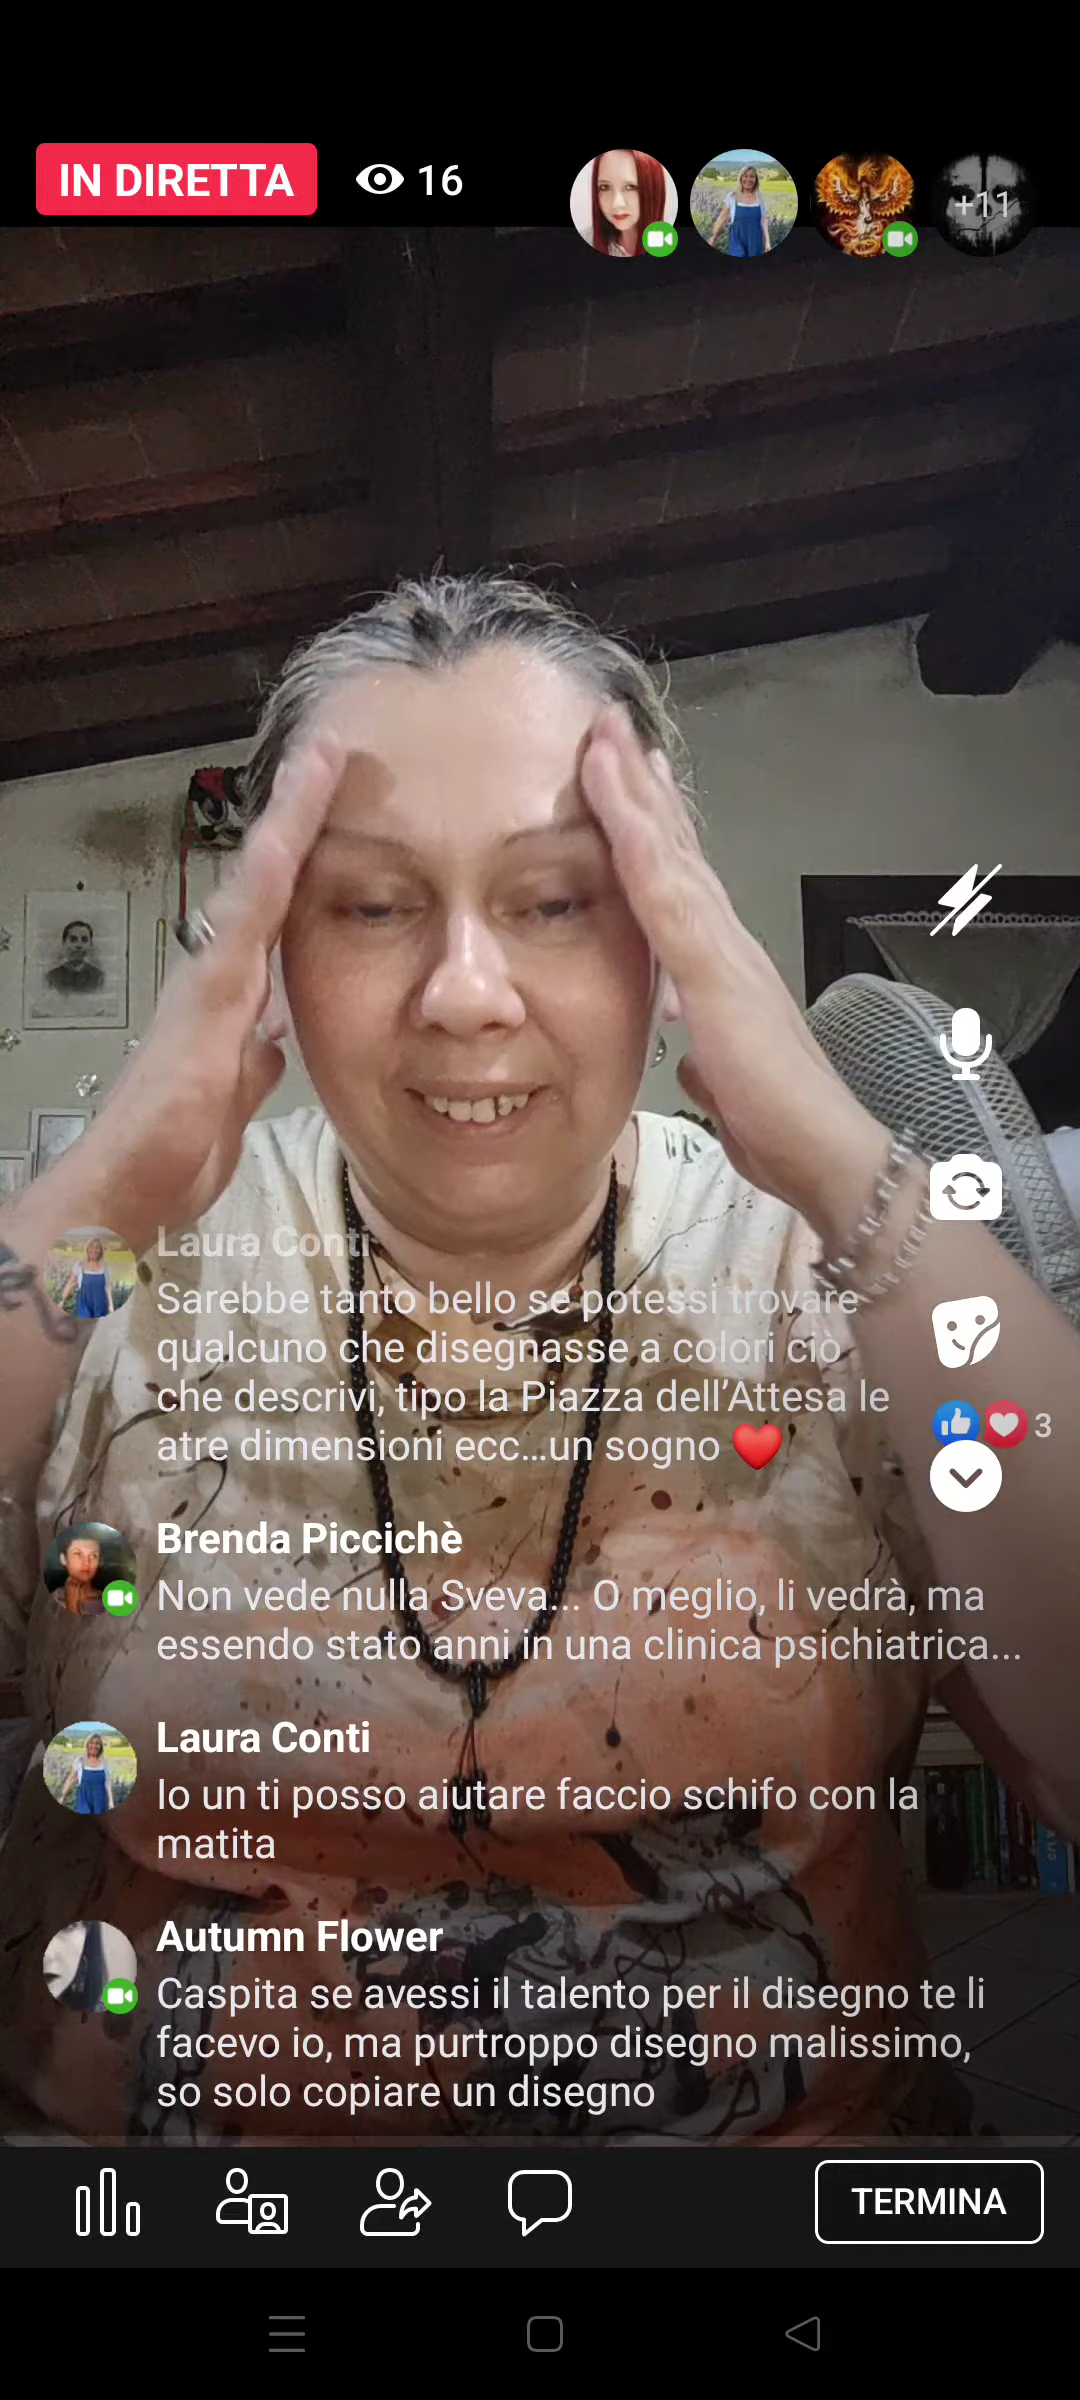 IN DIRETTA
16
+11
Laura Conti
Sarebbe tanto bello se potessi trovare
qualcuno che disegnasse a colori ciò
che descrivi, tipo la Piazza dell'Attesa le
atre dimensioni ecc...un sogno ❤️
3
Brenda Piccichè
Non vede nulla Sveva... O meglio, li vedrà, ma
essendo stato anni in una clinica psichiatrica...
Laura Conti
Io un ti posso aiutare faccio schifo con la
matita
Autumn Flower
Caspita se avessi il talento per il disegno te li
facevo io, ma purtroppo disegno malissimo,
so solo copiare un disegno
TERMINA